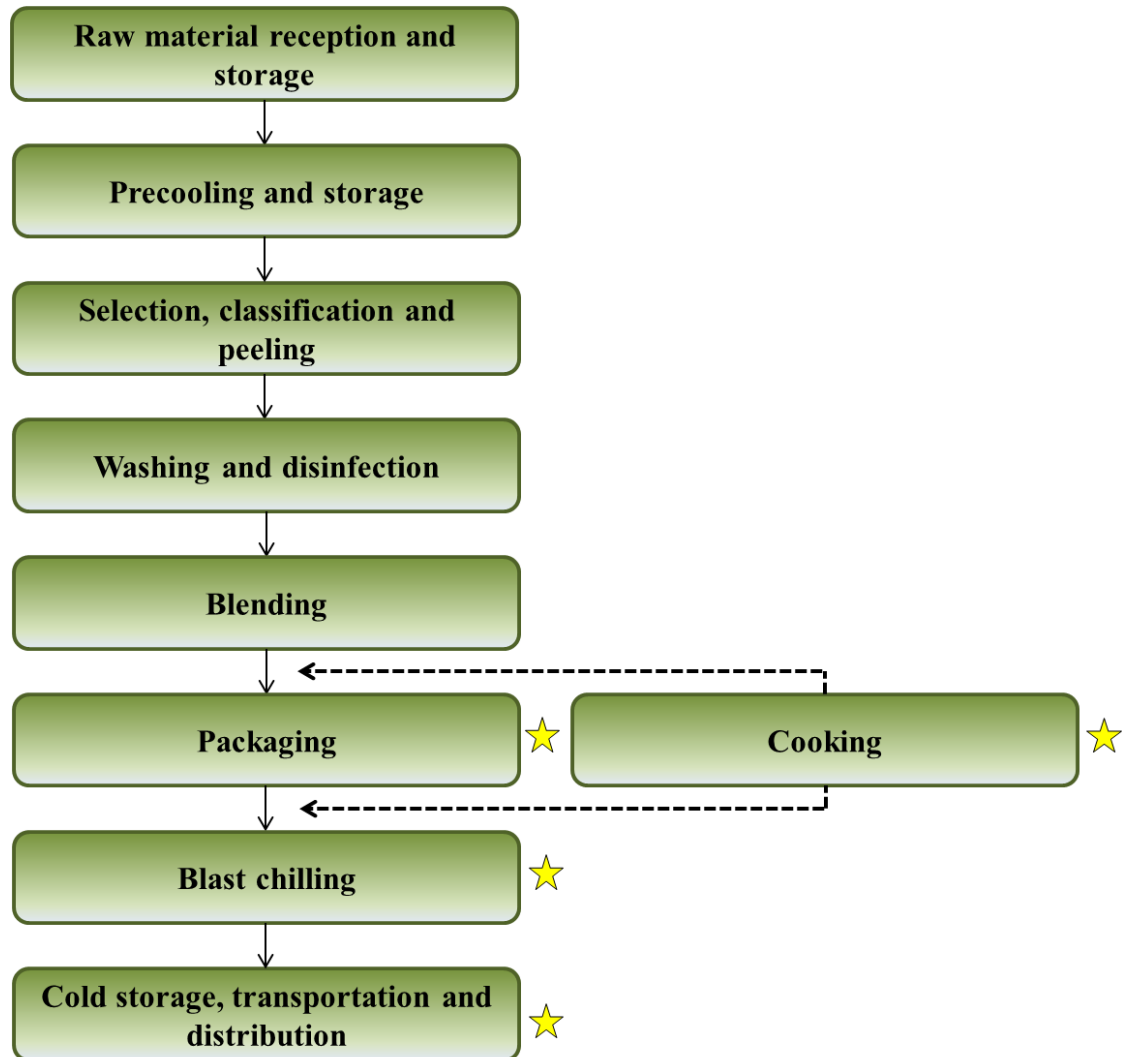 Raw material reception and
storage
Precooling and storage
Selection, classification and
peeling
Washing and disinfection
Blending
Packaging
Cooking
Blast chilling
Cold storage, transportation and
distribution